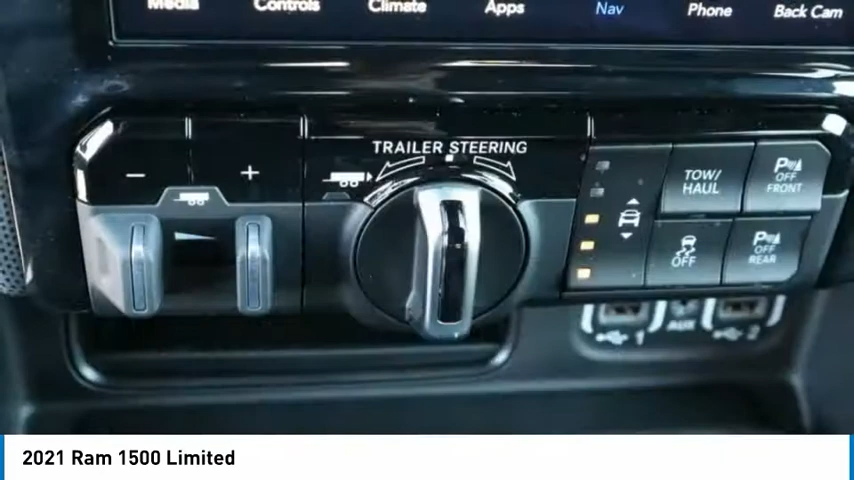 Media Controls Climate Apps Nav Phone Back Cam
TRAILER STEERING
− +
TOW/
HAUL
P OFF
FRONT
OFF
P OFF
REAR
1 AUX 2
2021 Ram 1500 Limited